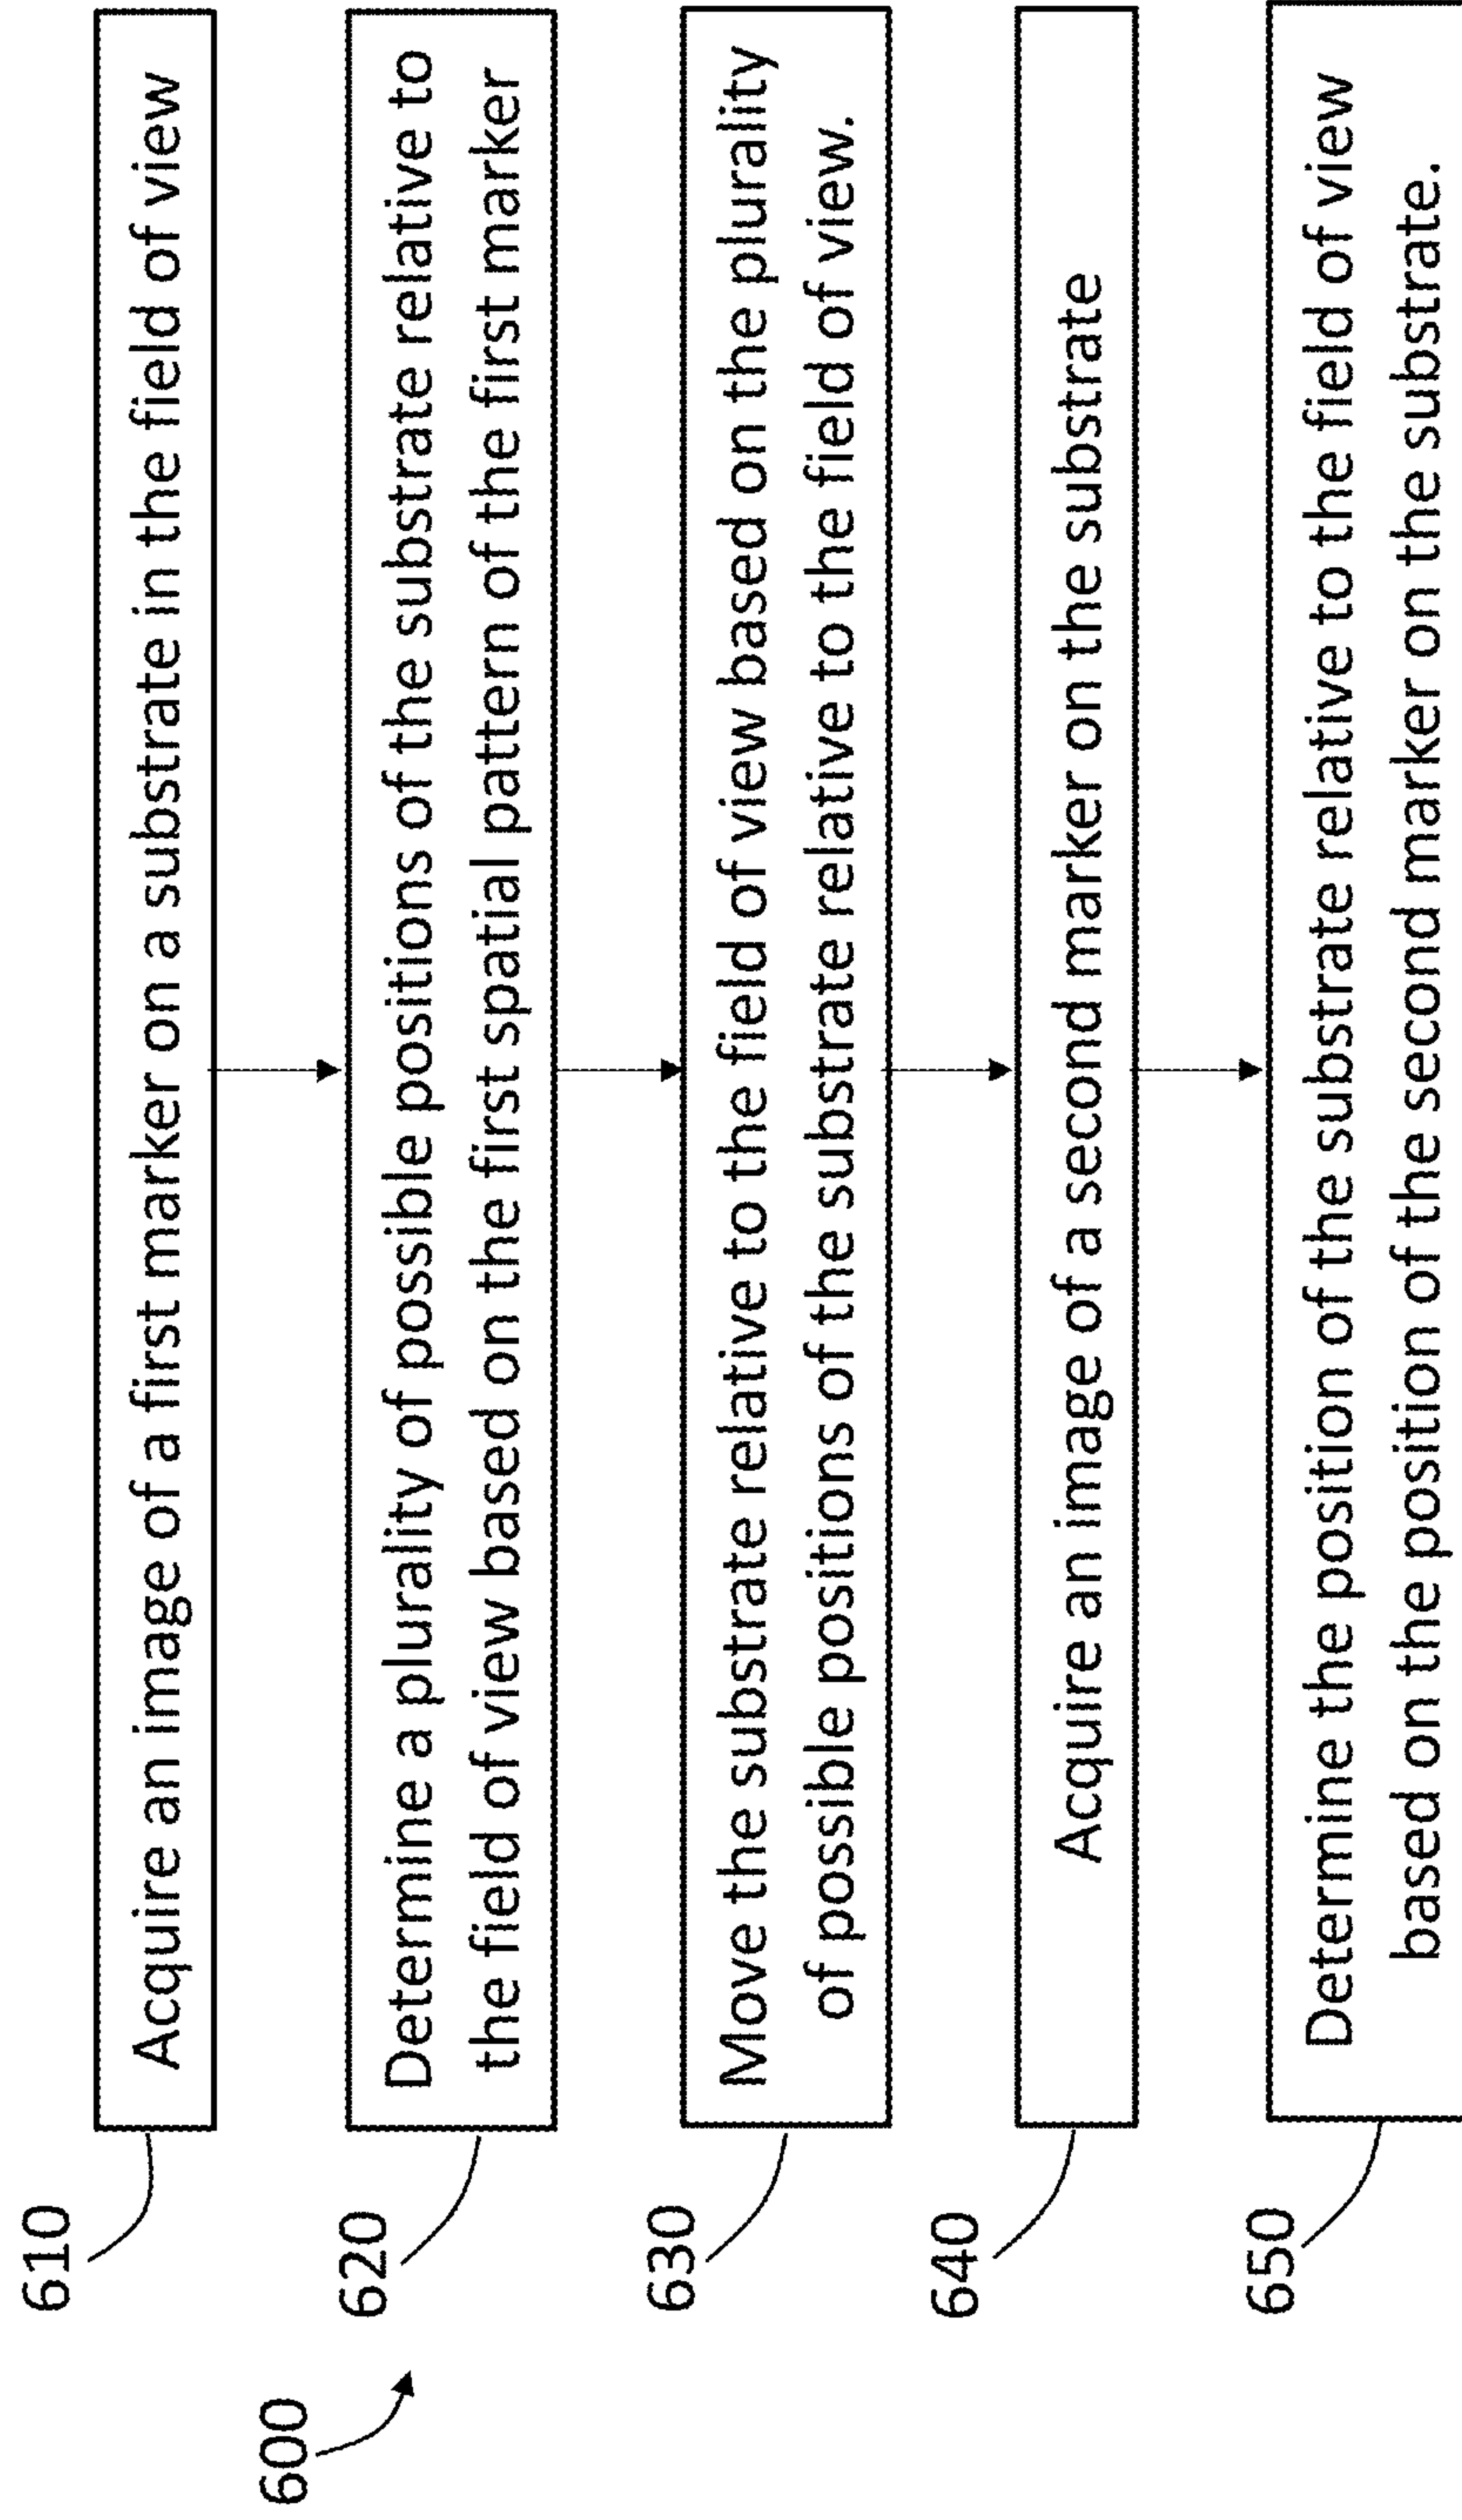 600
610
Acquire an image of a first marker on a substrate in the field of view
620
Determine a plurality of possible positions of the substrate relative to
the field of view based on the first spatial pattern of the first marker
630
Move the substrate relative to the field of view based on the plurality
of possible positions of the substrate relative to the field of view.
640
Acquire an image of a second marker on the substrate
650
Determine the position of the substrate relative to the field of view
based on the position of the second marker on the substrate.